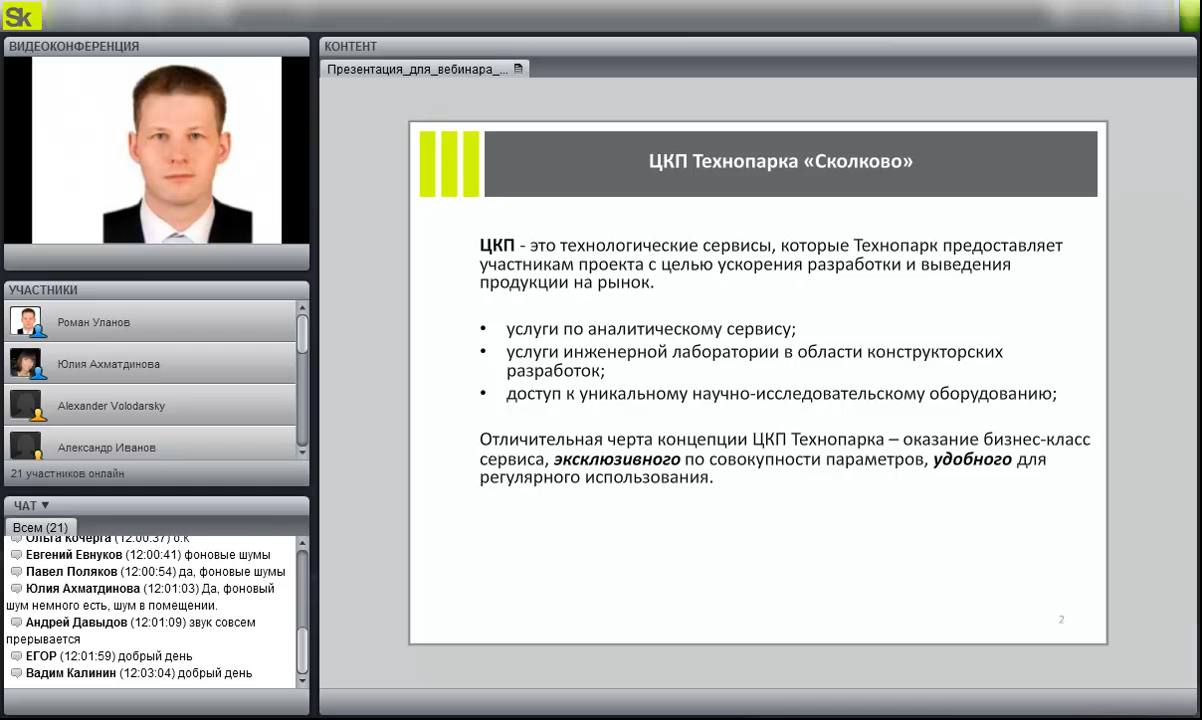 Sk
ВИДЕОКОНФЕРЕНЦИЯ
УЧАСТНИКИ
Роман Уланов
Юлия Ахматдинова
Alexander Volodarsky
Александр Иванов
21 участников онлайн
ЧАТ
Всем (21)
Ольга Кочерга (12:00:37) о.к
Евгений Евнуков (12:00:41) фоновые шумы
Павел Поляков (12:00:54) да, фоновые шумы
Юлия Ахматдинова (12:01:03) Да, фоновый
шум немного есть, шум в помещении.
Андрей Давыдов (12:01:09) звук совсем
прерывается
ЕГОР (12:01:59) добрый день
Вадим Калинин (12:03:04) добрый день
КОНТЕНТ
Презентация_для_вебинара_...
ЦКП Технопарка «Сколково»
ЦКП - это технологические сервисы, которые Технопарк предоставляет
участникам проекта с целью ускорения разработки и выведения
продукции на рынок.
• услуги по аналитическому сервису;
• услуги инженерной лаборатории в области конструкторских
разработок;
• доступ к уникальному научно-исследовательскому оборудованию;
Отличительная черта концепции ЦКП Технопарка – оказание бизнес-класс
сервиса, эксклюзивного по совокупности параметров, удобного для
регулярного использования.
2